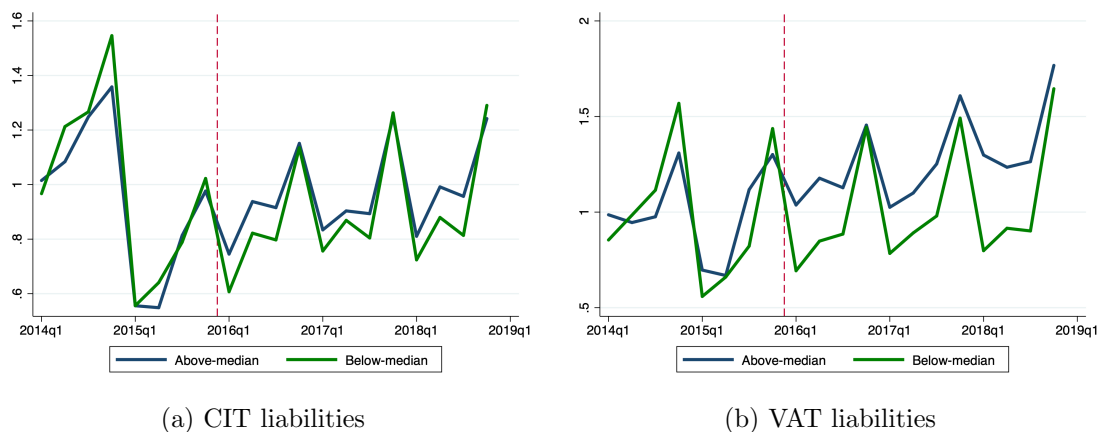 1.6
1.4
1.2
1
.8
.6
2014q1 2015q1 2016q1 2017q1 2018q1 2019q1
Above-median Below-median
(a) CIT liabilities
2
1.5
1
.5
2014q1 2015q1 2016q1 2017q1 2018q1 2019q1
Above-median Below-median
(b) VAT liabilities